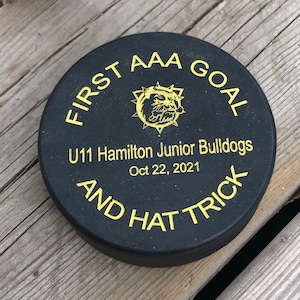 FIRST AAA GOAL
U11 Hamilton Junior Bulldogs
Oct 22, 2021
AND HAT TRICK